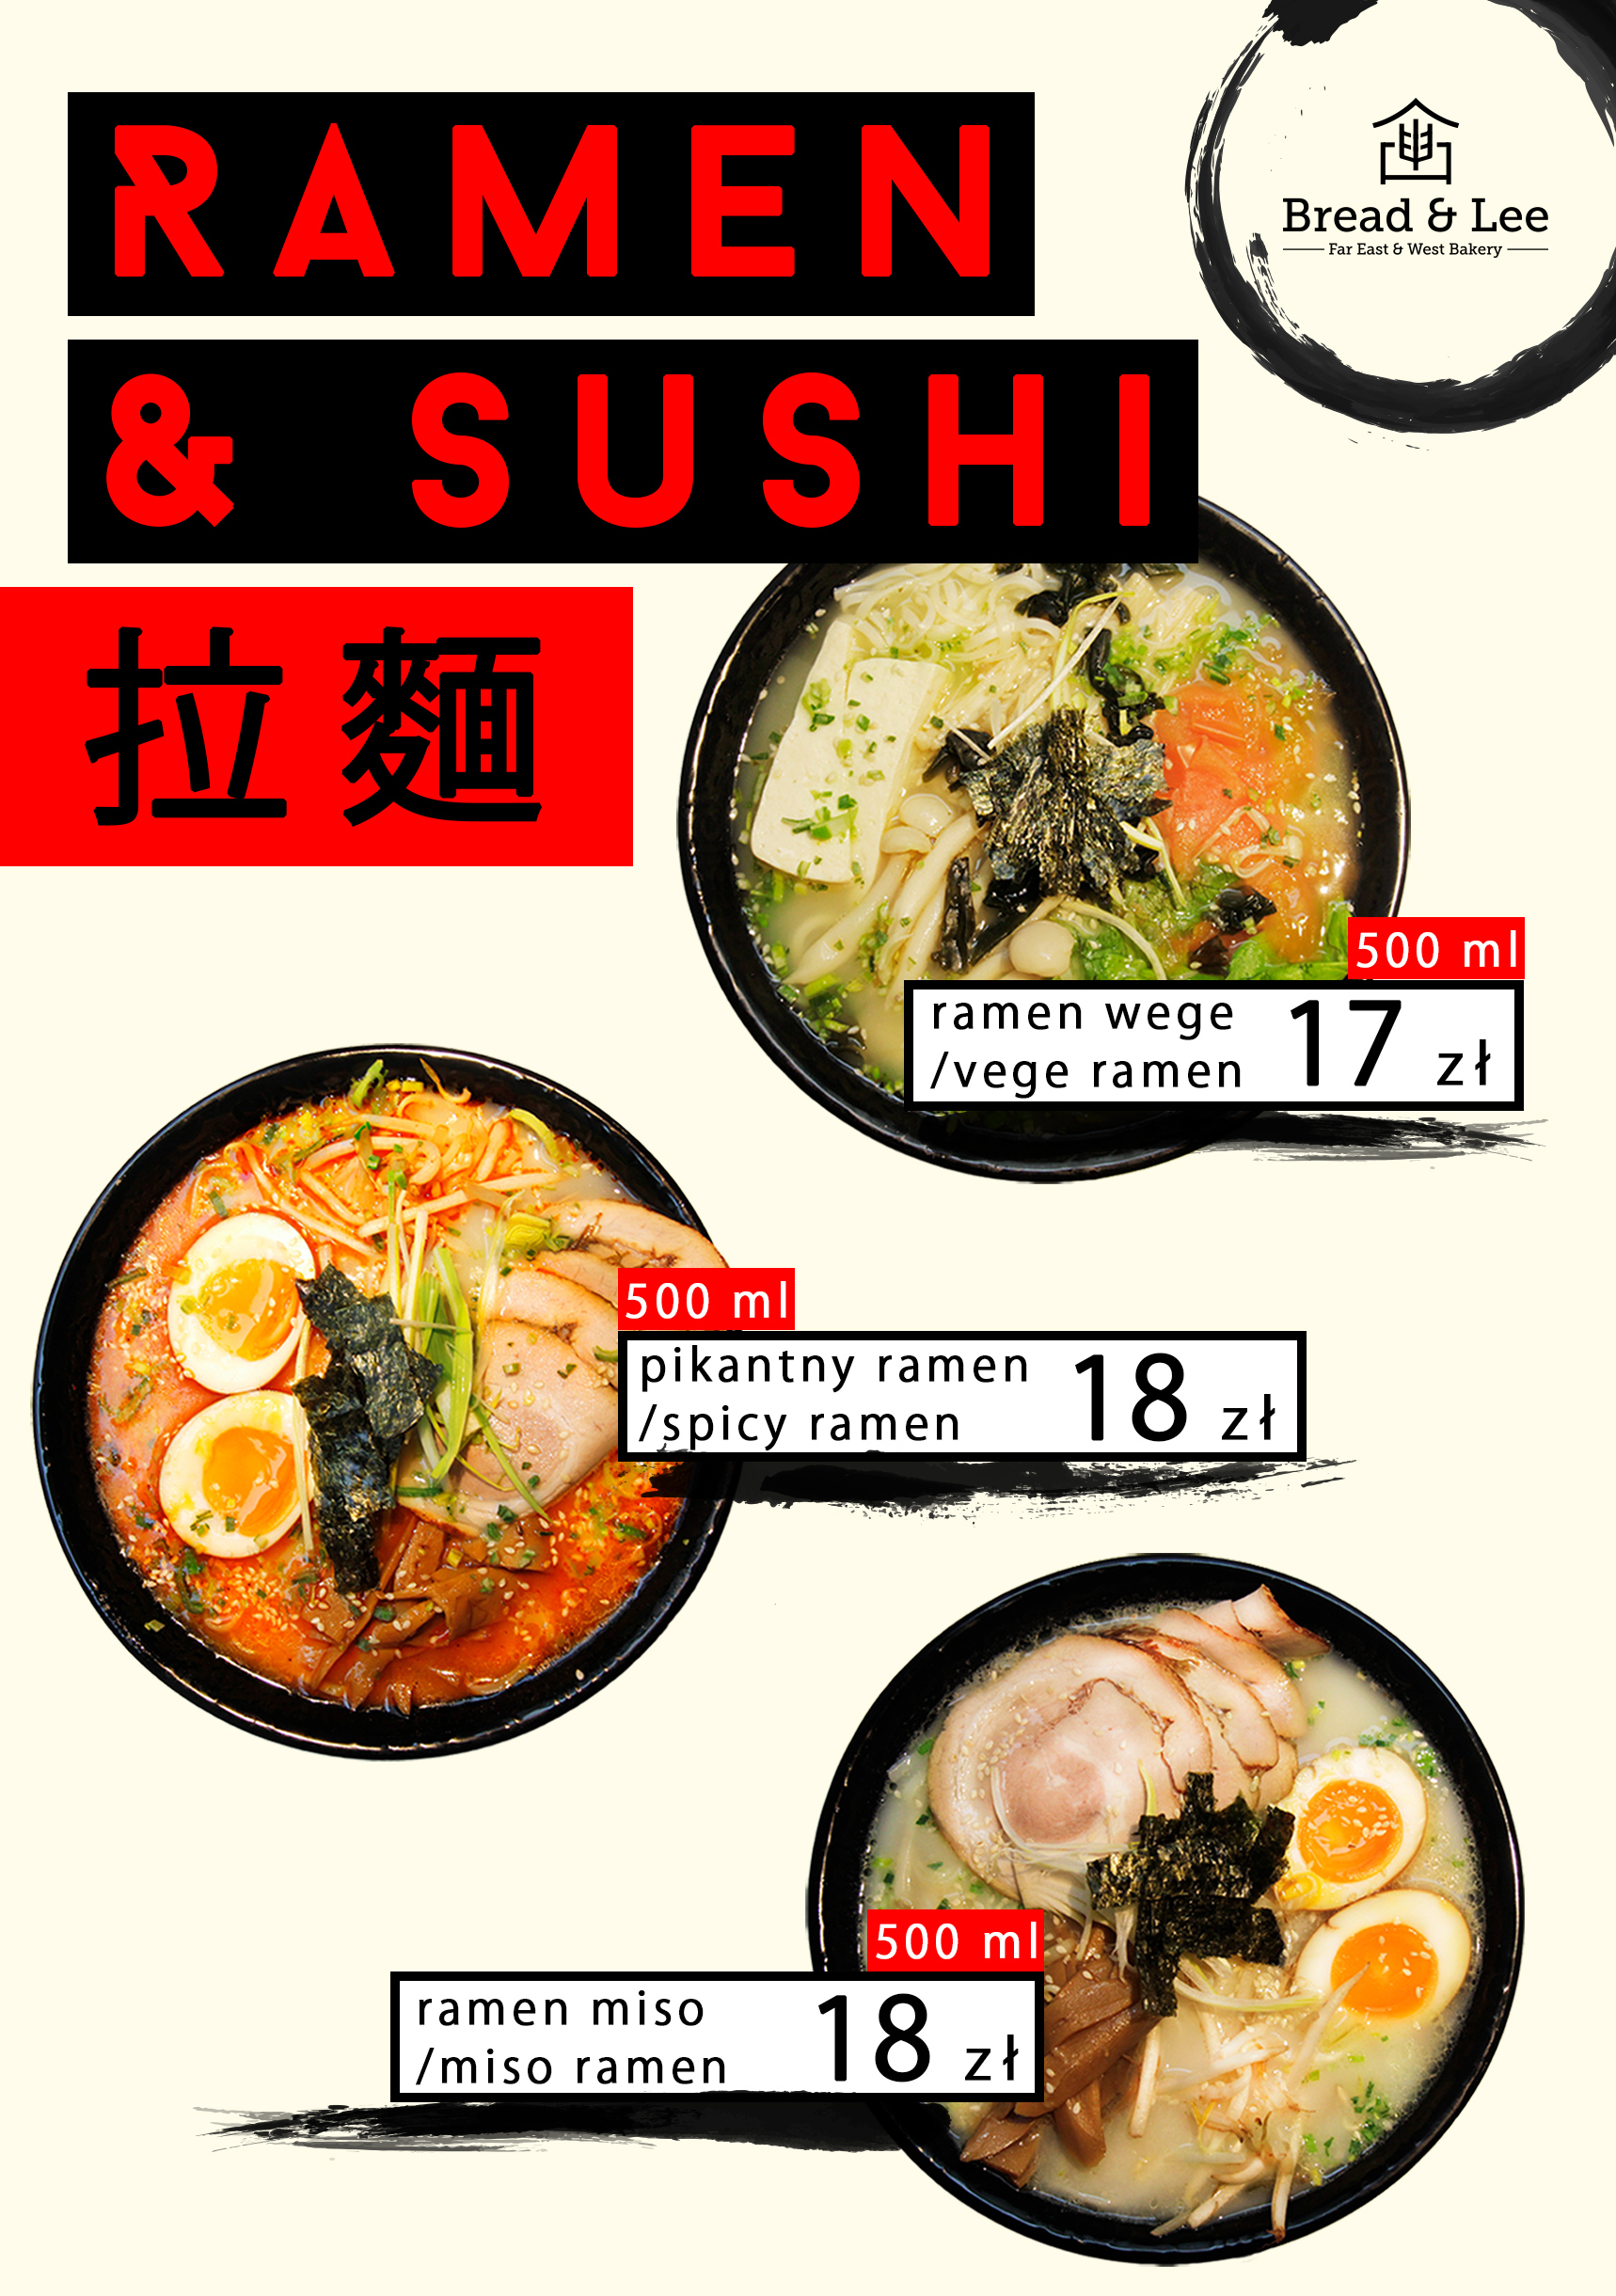 RAMEN
& SUSHI
拉麵
Bread & Lee
Far East & West Bakery
500 ml
ramen wege
/vege ramen
17 zł
500 ml
pikantny ramen
/spicy ramen
18 zł
500 ml
ramen miso
/miso ramen
18 zł